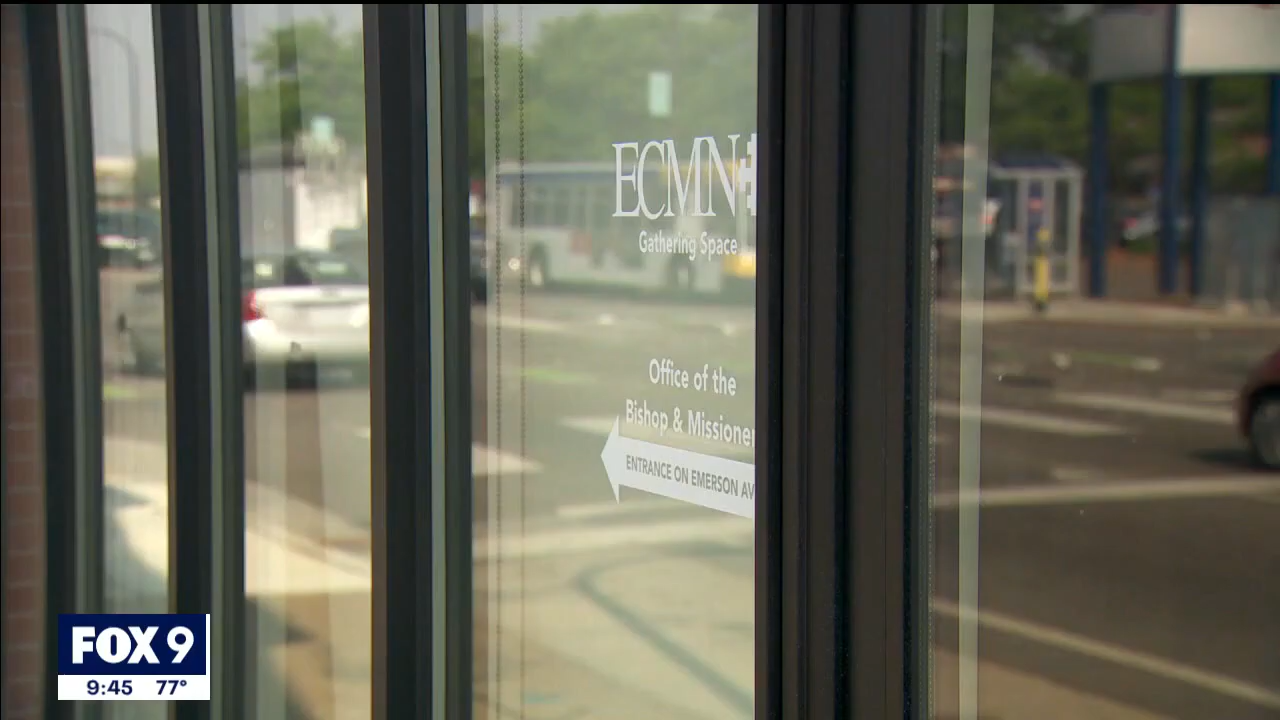 ECMN
Gathering Space
Office of the
Bishop & Missioner
ENTRANCE ON EMERSON AV
FOX 9
9:45 77°